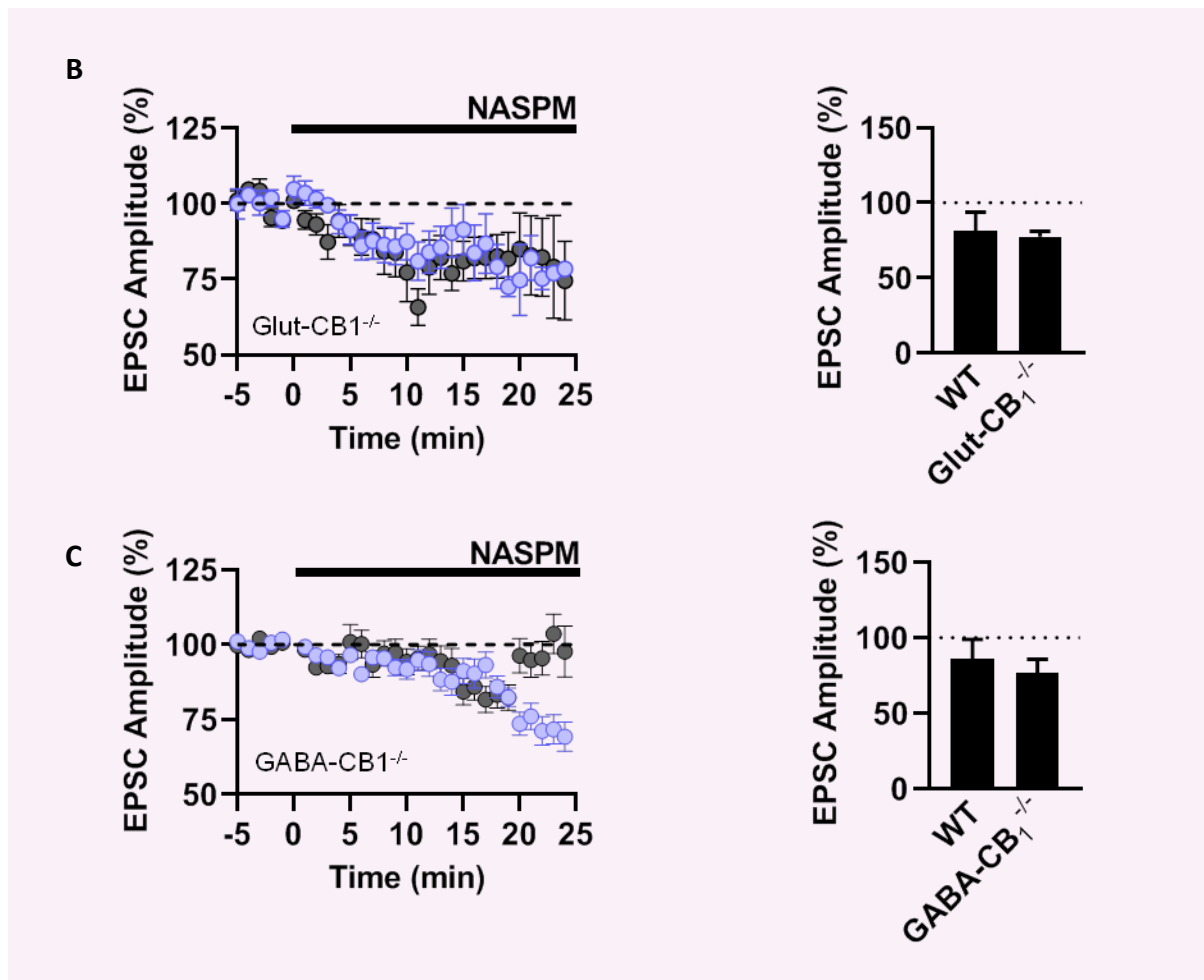 B
NASPM
EPSC Amplitude (%)
125
100
75
50
Glut-CB1-/-
-5 0 5 10 15 20 25
Time (min)
EPSC Amplitude (%)
150
100
50
0
WT
Glut-CB1-/-
C
NASPM
EPSC Amplitude (%)
125
100
75
50
GABA-CB1-/-
-5 0 5 10 15 20 25
Time (min)
EPSC Amplitude (%)
150
100
50
0
WT
GABA-CB1-/-